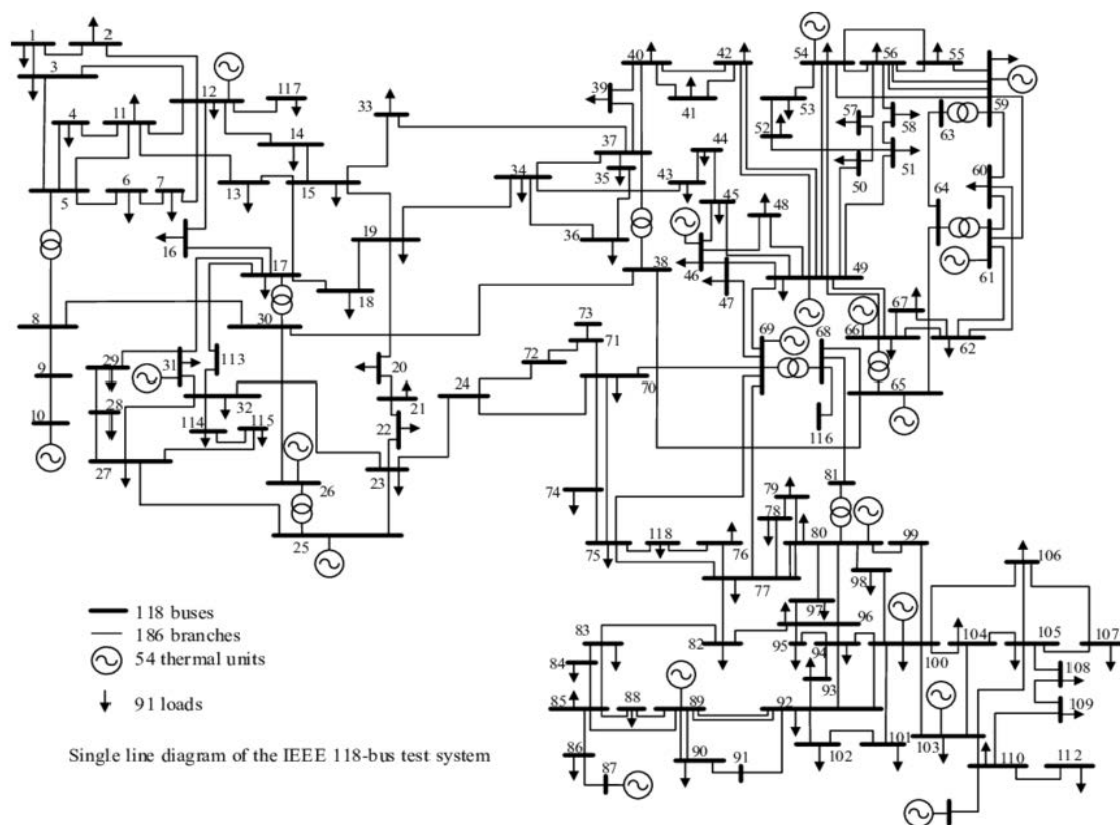 1 2 40 42 54 56 55
3 12 117 33 39 59
4 11 41 53 57 63
14 37 52 58
13 15 34 35 44 50 51 60
5 6 7 43 45 48 64
16 19 36 46 49 61
17 18 38 47 67
8 30 73 69 68 66 62
29 31 113 20 72 71 70
9 24 65
10 28 32 21 116
114 115 22
27 26 23 74 79 81
25 78
75 118 76 80 99
77 98 106
118 buses
186 branches 97 96 104
54 thermal units 83 82 95 94 100 105 107
84 93 108
91 loads 85 88 89 92 109
Single line diagram of the IEEE 118-bus test system
86 90 91 102 101 103 110 112
87